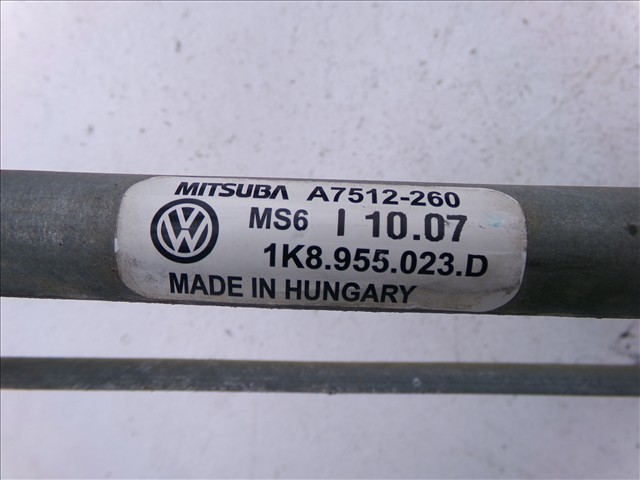 MITSUBA A7512-260
MS6 I 10.07
1K8.955.023.D
MADE IN HUNGARY